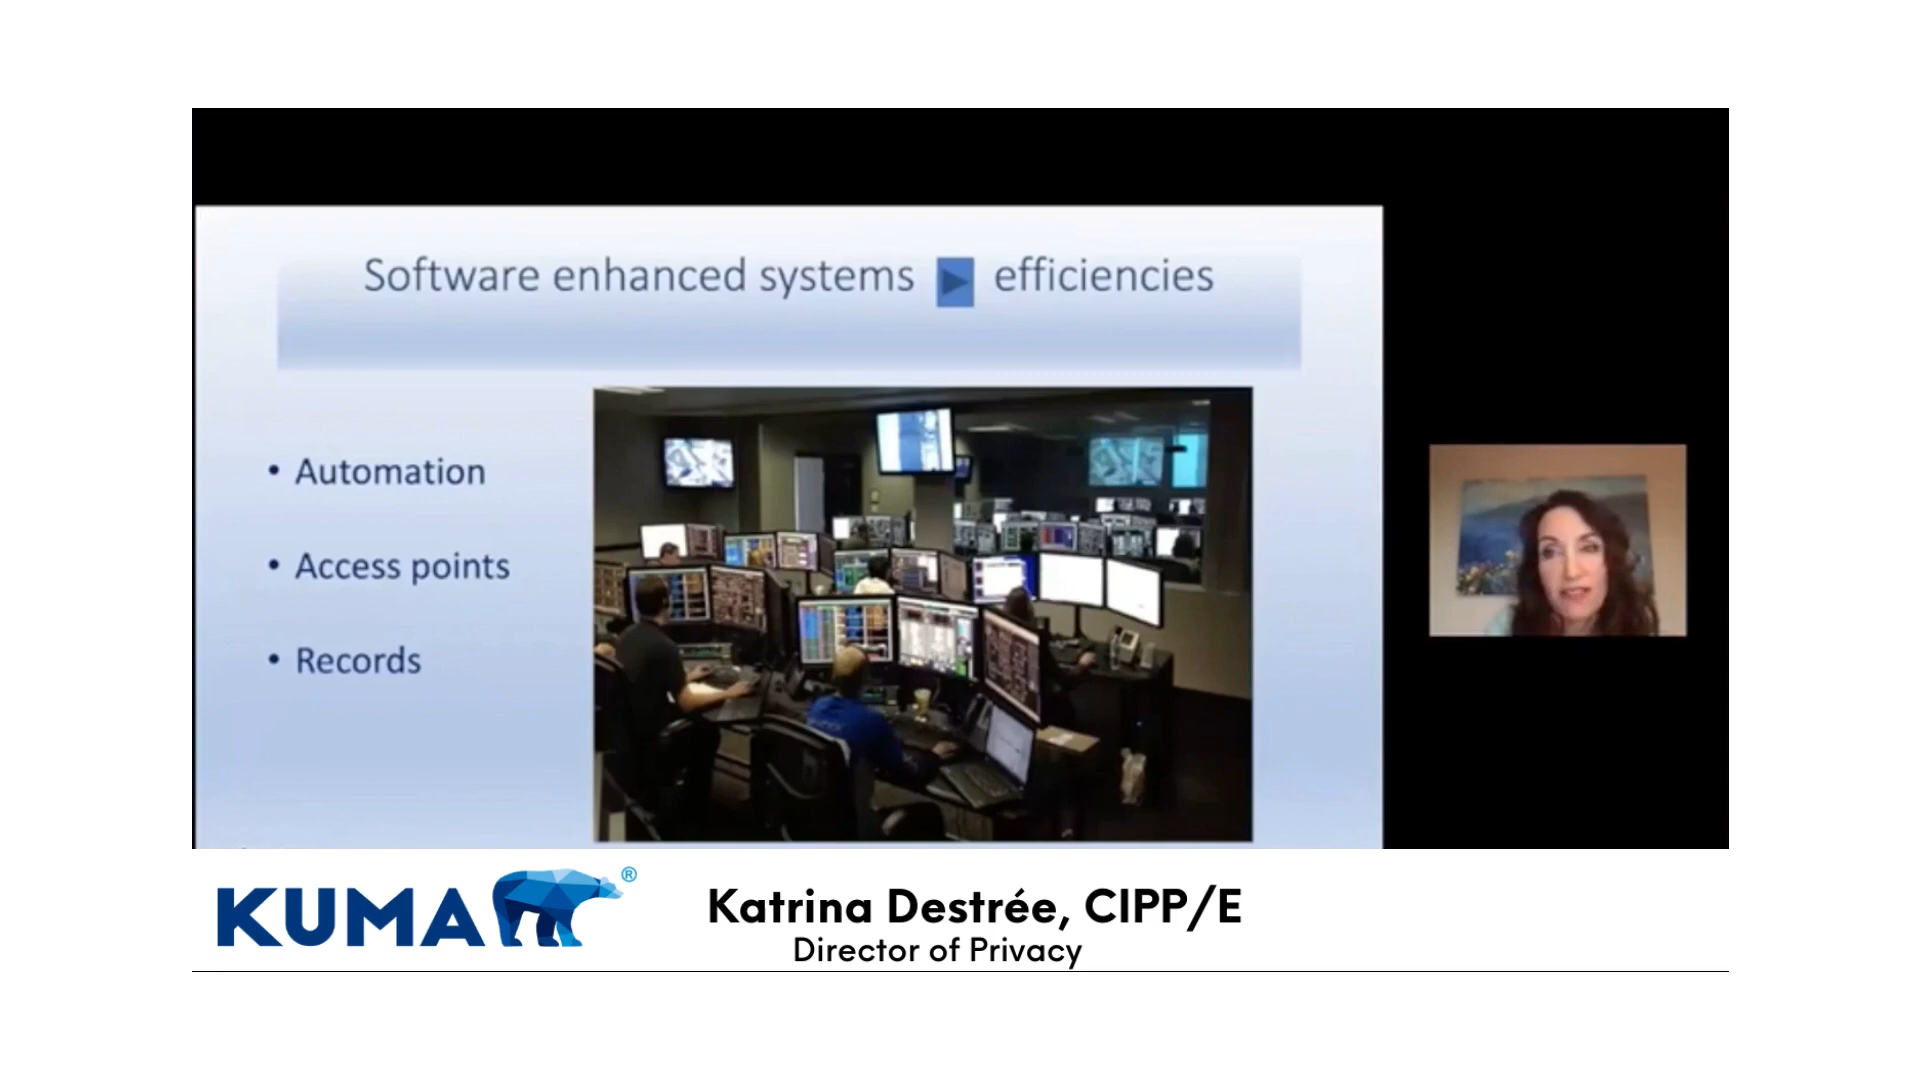 Software enhanced systems ▶ efficiencies
• Automation
• Access points
• Records
KUMA®
Katrina Destrée, CIPP/E
Director of Privacy